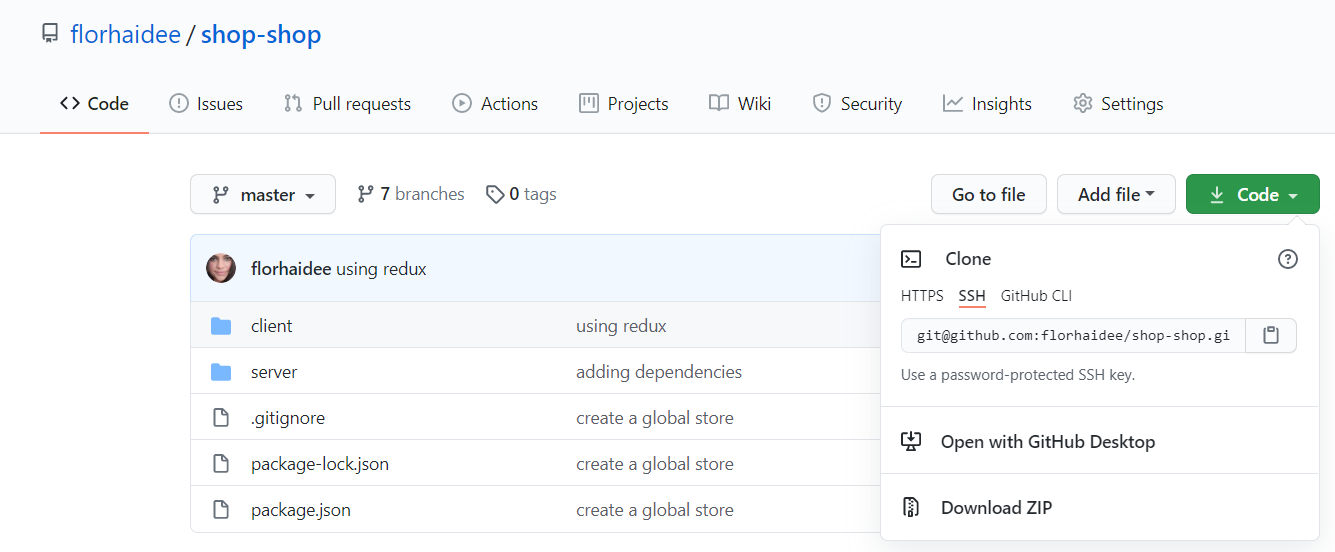 florhaidee / shop-shop
Code Issues Pull requests Actions Projects Wiki Security Insights Settings
master 7 branches 0 tags Go to file Add file Code
florhaidee using redux
client using redux
server adding dependencies
.gitignore create a global store
package-lock.json create a global store
package.json create a global store
Clone
HTTPS SSH GitHub CLI
git@github.com:florhaidee/shop-shop.gi
Use a password-protected SSH key.
Open with GitHub Desktop
Download ZIP